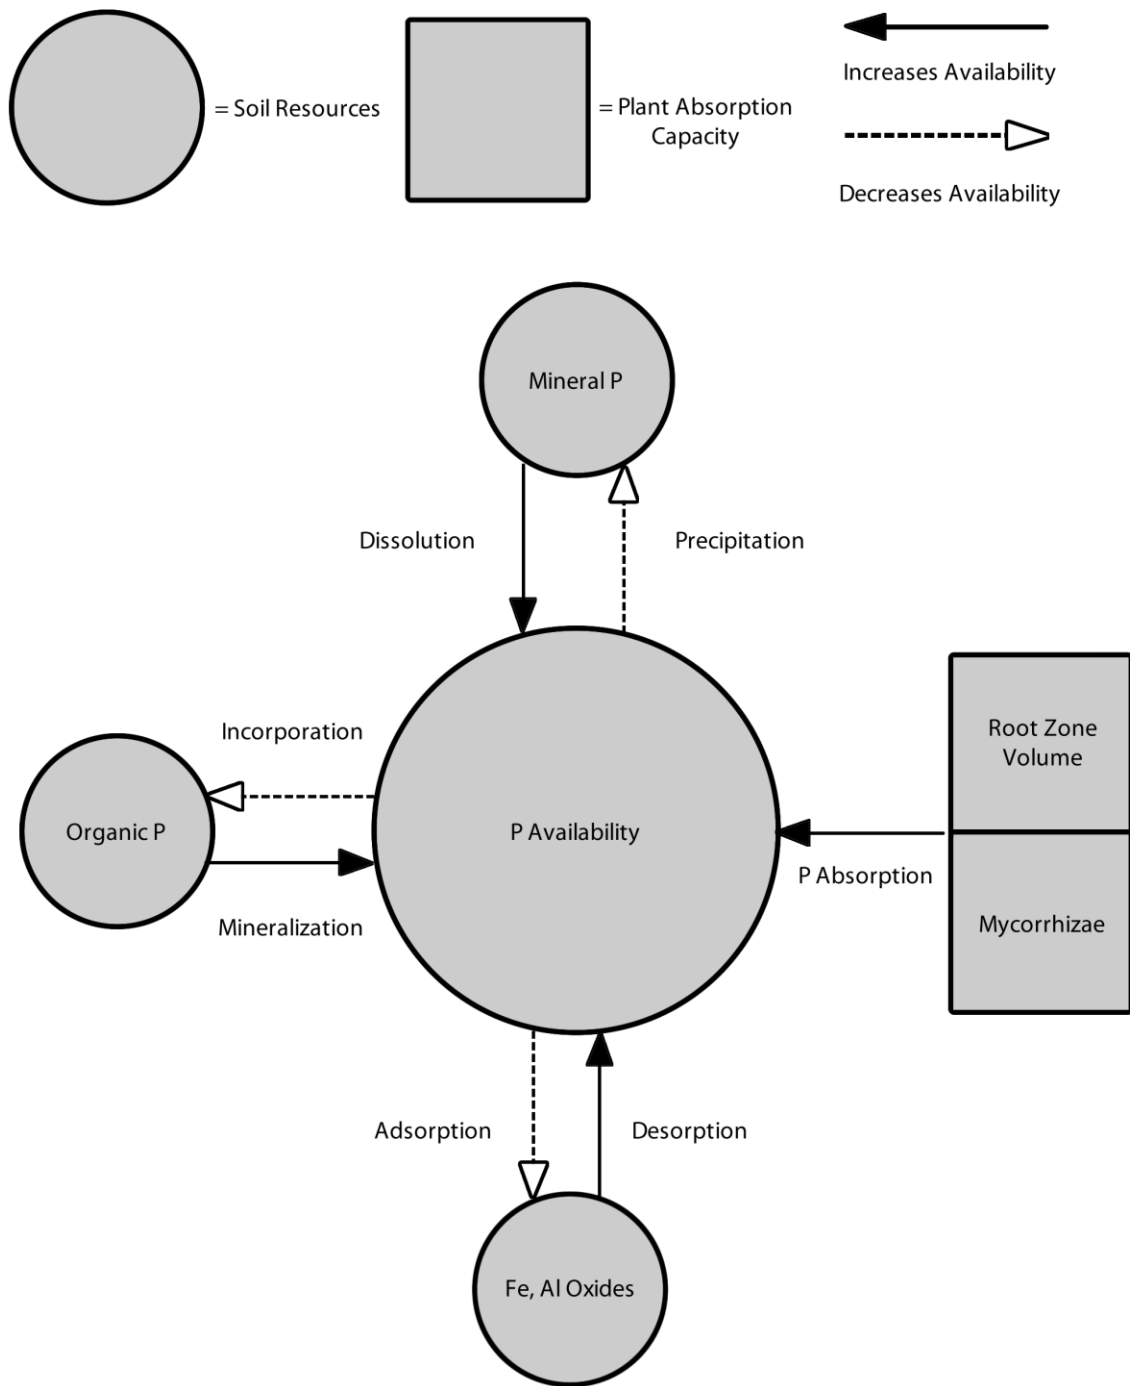 = Soil Resources
= Plant Absorption
Capacity
Increases Availability
Decreases Availability
Mineral P
Dissolution
Precipitation
Incorporation
Root Zone
Volume
Organic P
P Availability
P Absorption
Mineralization
Mycorrhizae
Adsorption
Desorption
Fe, Al Oxides